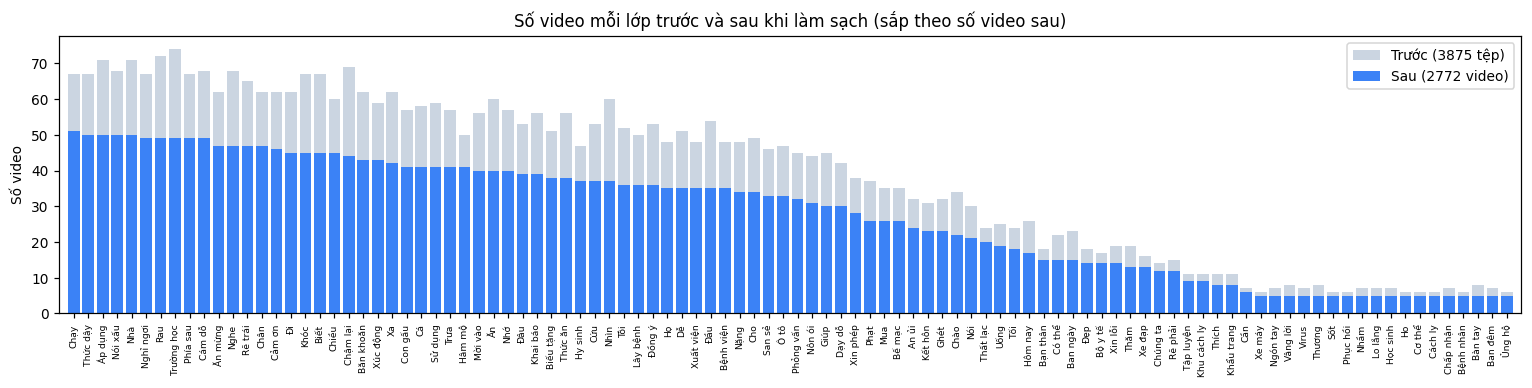 Số video mỗi lớp trước và sau khi làm sạch (sắp theo số video sau)
Trước (3875 tệp)
Sau (2772 video)
Số video
70
60
50
40
30
20
10
0
Chạy
Thức dậy
Áp dụng
Nói xấu
Nhà
Nghỉ ngơi
Rau
Trường học
Phía sau
Cám dỗ
Ăn mừng
Nghe
Rẽ trái
Chân
Cảm ơn
Đi
Khóc
Biết
Chiều
Chậm lại
Băn khoăn
Xúc động
Xa
Con gấu
Cá
Sử dụng
Trưa
Hâm mộ
Mời vào
Ăn
Nhớ
Đâu
Khai báo
Biếu tặng
Thức ăn
Hy sinh
Cứu
Nhìn
Tôi
Lây bệnh
Đồng ý
Ho
Dễ
Xuất viện
Đầu
Bệnh viện
Nặng
Cho
San sẻ
Ô tô
Phỏng vấn
Nôn ói
Giúp
Dạy dỗ
Xin phép
Phạt
Mua
Bế mạc
An ủi
Kết hôn
Ghét
Chào
Nói
Thất lạc
Uống
Tối
Hôm nay
Bạn thân
Có thể
Ban ngày
Đẹp
Bộ y tế
Xin lỗi
Thăm
Xe đạp
Chúng ta
Rẽ phải
Tập luyện
Khu cách ly
Thích
Khẩu trang
Cần
Xe máy
Ngón tay
Vâng lời
Virus
Thương
Sốt
Phục hồi
Nhầm
Lo lắng
Học sinh
Họ
Cơ thể
Cách ly
Chấp nhận
Bệnh nhân
Bàn tay
Ban đêm
Ủng hộ